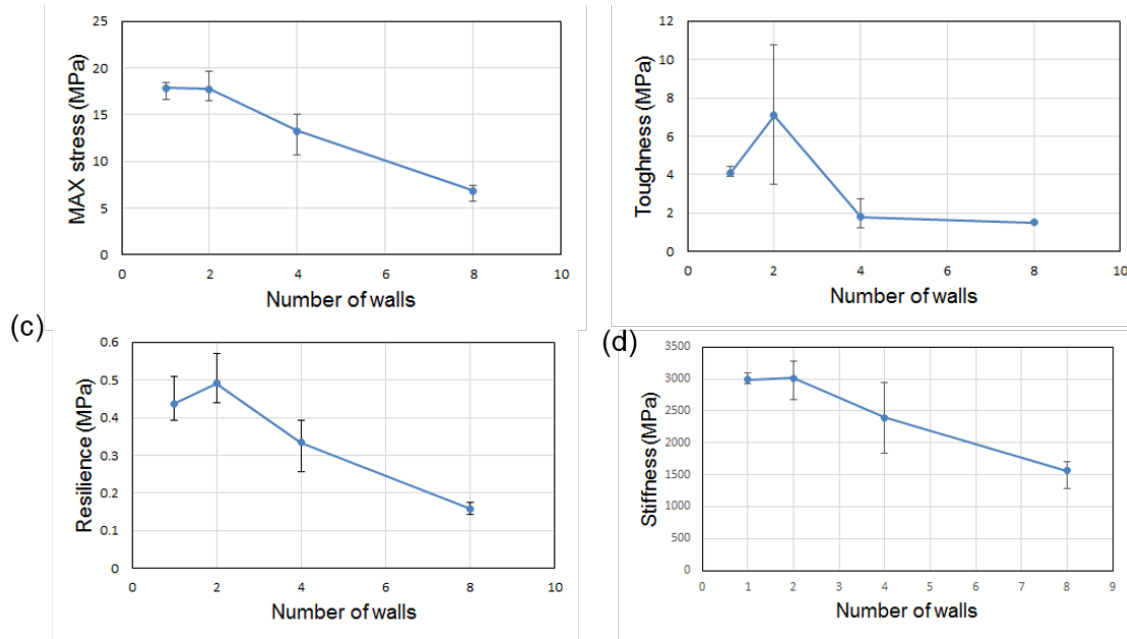 MAX stress (MPa)
25
20
15
10
5
0
0 2 4 6 8 10
Number of walls
Toughness (MPa)
12
10
8
6
4
2
0
0 2 4 6 8 10
Number of walls
(c)
Resilience (MPa)
0.6
0.5
0.4
0.3
0.2
0.1
0
0 2 4 6 8 10
Number of walls
(d)
Stiffness (MPa)
3500
3000
2500
2000
1500
1000
500
0
0 1 2 3 4 5 6 7 8 9
Number of walls